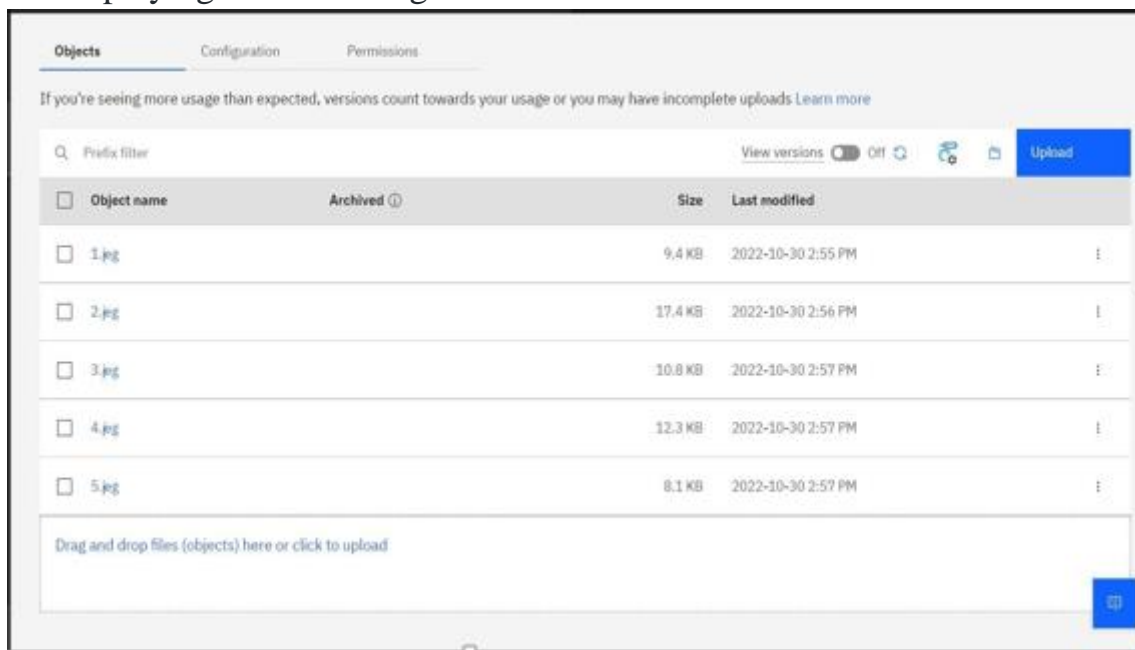 Objects Configuration Permissions
If you're seeing more usage than expected, versions count towards your usage or you may have incomplete uploads Learn more
Prefix filter View versions Off Upload
Object name Archived Size Last modified
1.jeg 9.4 KB 2022-10-30 2:55 PM
2.jeg 17.4 KB 2022-10-30 2:56 PM
3.jeg 10.8 KB 2022-10-30 2:57 PM
4.jeg 12.3 KB 2022-10-30 2:57 PM
5.jeg 8.1 KB 2022-10-30 2:57 PM
Drag and drop files (objects) here or click to upload